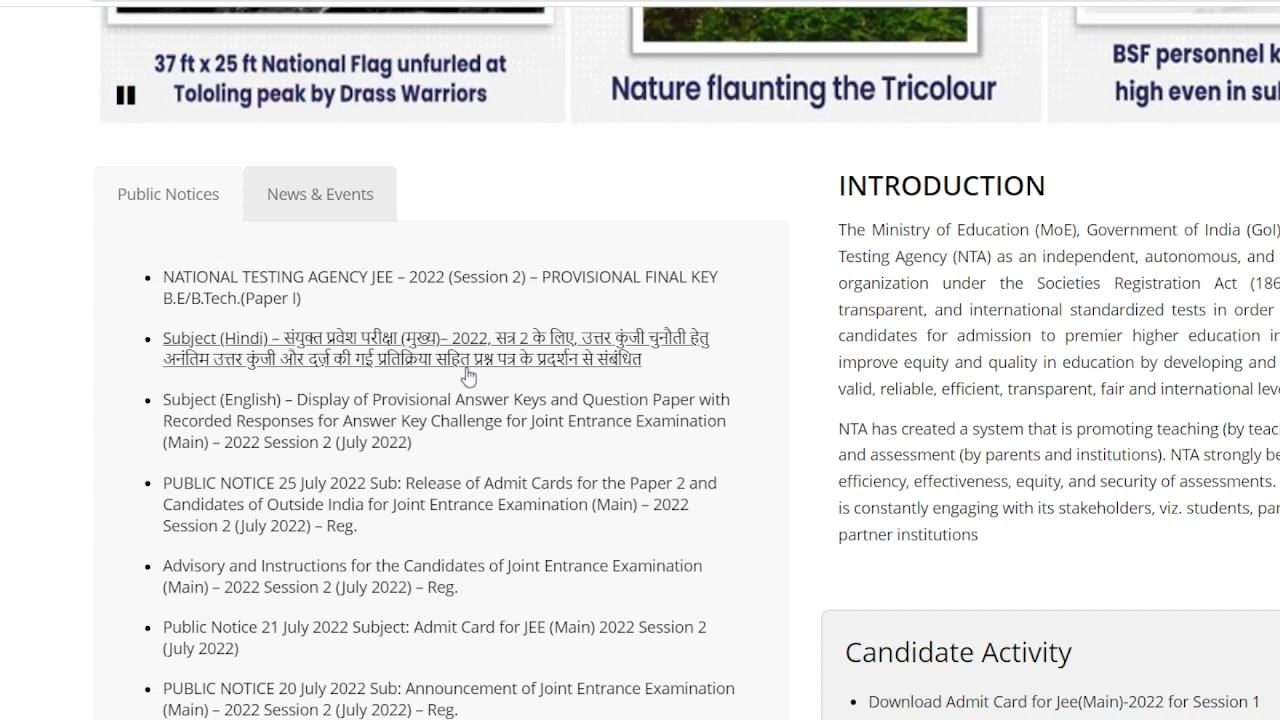 37 ft x 25 ft National Flag unfurled at
Tololing peak by Drass Warriors
Nature flaunting the Tricolour
BSF personnel
high even in
Public Notices
News & Events
NATIONAL TESTING AGENCY JEE – 2022 (Session 2) – PROVISIONAL FINAL KEY
B.E/B.Tech.(Paper I)
Subject (Hindi) – संयुक्त प्रवेश परीक्षा (मुख्य)– 2022, सत्र 2 के लिए, उत्तर कुंजी चुनौती हेतु
अनंतिम उत्तर कुंजी और दर्ज़ की गई प्रतिक्रिया सहित प्रश्न पत्र के प्रदर्शन से संबंधित
Subject (English) – Display of Provisional Answer Keys and Question Paper with
Recorded Responses for Answer Key Challenge for Joint Entrance Examination
(Main) – 2022 Session 2 (July 2022)
PUBLIC NOTICE 25 July 2022 Sub: Release of Admit Cards for the Paper 2 and
Candidates of Outside India for Joint Entrance Examination (Main) – 2022
Session 2 (July 2022) – Reg.
Advisory and Instructions for the Candidates of Joint Entrance Examination
(Main) – 2022 Session 2 (July 2022) – Reg.
Public Notice 21 July 2022 Subject: Admit Card for JEE (Main) 2022 Session 2
(July 2022)
PUBLIC NOTICE 20 July 2022 Sub: Announcement of Joint Entrance Examination
(Main) – 2022 Session 2 (July 2022) – Reg.
INTRODUCTION
The Ministry of Education (MoE), Government of India (GoI)
Testing Agency (NTA) as an independent, autonomous, and
organization under the Societies Registration Act (186
transparent, and international standardized tests in order
candidates for admission to premier higher education
improve equity and quality in education by developing and
valid, reliable, efficient, transparent, fair and international
NTA has created a system that is promoting teaching (by
and assessment (by parents and institutions). NTA strongly
efficiency, effectiveness, equity, and security of assessments.
is constantly engaging with its stakeholders, viz. students,
partner institutions
Candidate Activity
Download Admit Card for Jee(Main)-2022 for Session 1